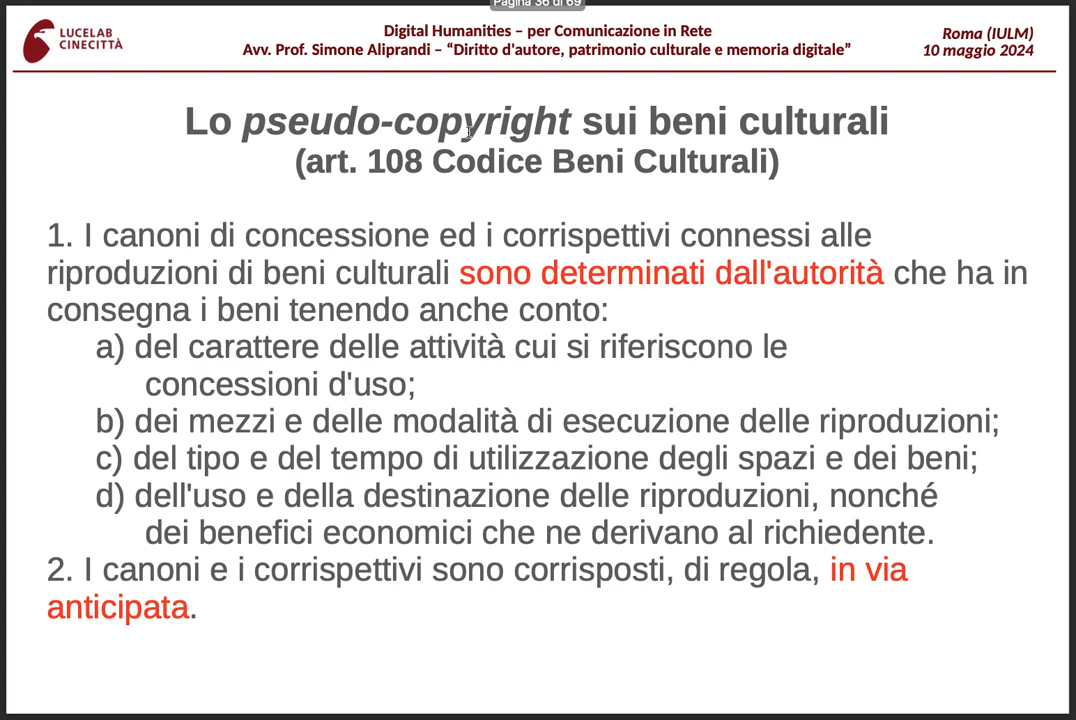 Pagina 36 di 69
LUCELAB
CINECITTÀ
Digital Humanities – per Comunicazione in Rete
Avv. Prof. Simone Aliprandi – “Diritto d'autore, patrimonio culturale e memoria digitale”
Roma (IULM)
10 maggio 2024
Lo pseudo-copyright sui beni culturali
(art. 108 Codice Beni Culturali)
1. I canoni di concessione ed i corrispettivi connessi alle
riproduzioni di beni culturali sono determinati dall'autorità che ha in
consegna i beni tenendo anche conto:
a) del carattere delle attività cui si riferiscono le
concessioni d'uso;
b) dei mezzi e delle modalità di esecuzione delle riproduzioni;
c) del tipo e del tempo di utilizzazione degli spazi e dei beni;
d) dell'uso e della destinazione delle riproduzioni, nonché
dei benefici economici che ne derivano al richiedente.
2. I canoni e i corrispettivi sono corrisposti, di regola, in via
anticipata.